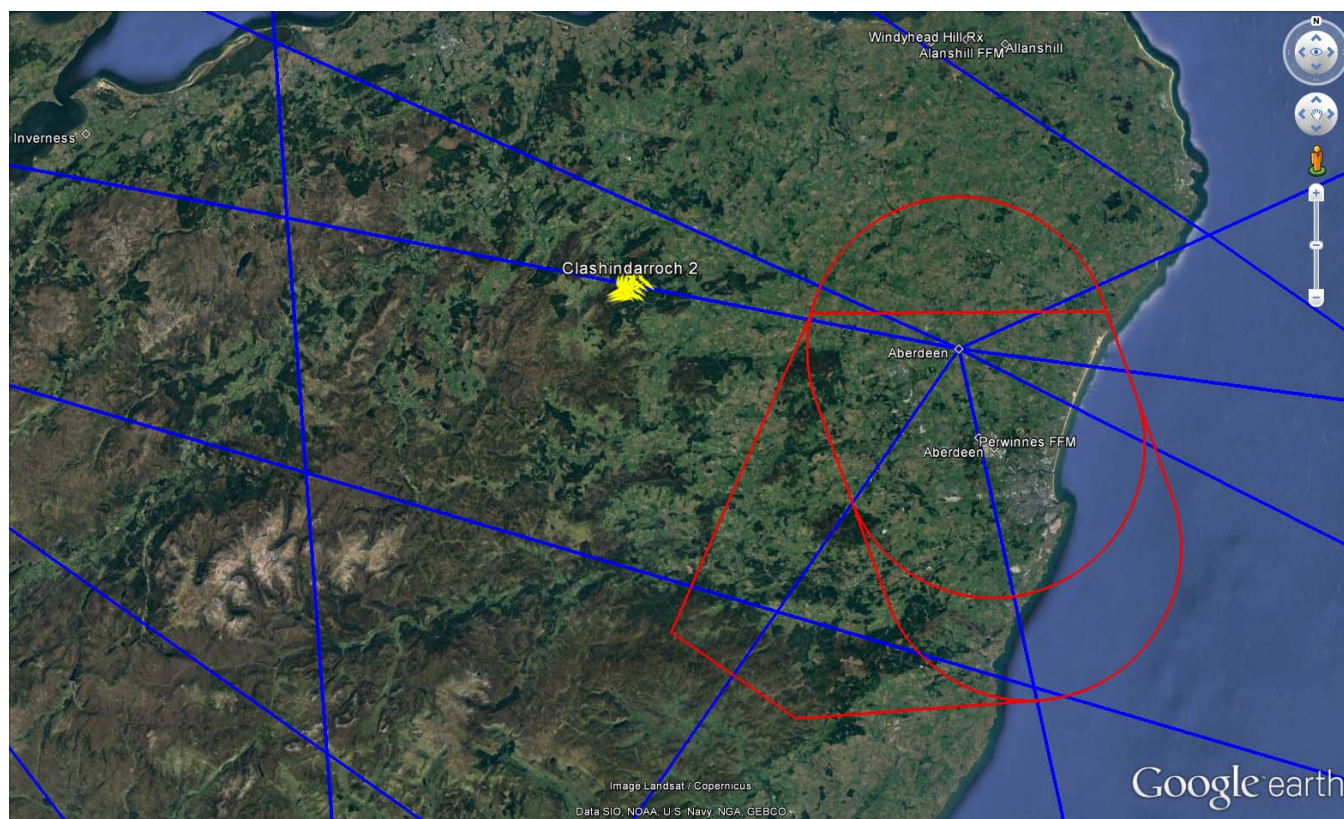 N
Windyhead Hill Rx
Allanshill
Alanshill FFM
Inverness
Clashindarroch 2
Aberdeen
Perwinnes FFM
Aberdeen
Image Landsat / Copernicus
Data SIO, NOAA, U.S. Navy, NGA, GEBCO
Google earth